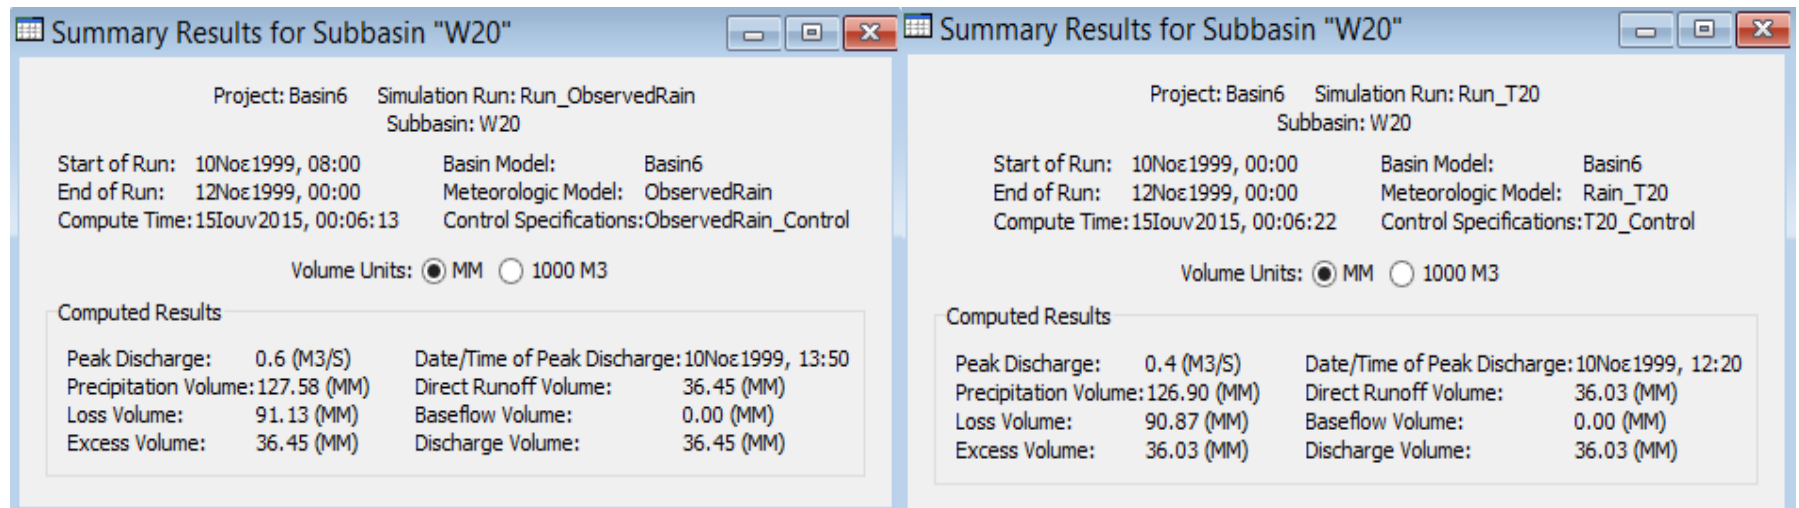 Summary Results for Subbasin "W20"
Project: Basin6 Simulation Run: Run_ObservedRain
Subbasin: W20
Start of Run: 10Νοε1999, 08:00 Basin Model: Basin6
End of Run: 12Νοε1999, 00:00 Meteorologic Model: ObservedRain
Compute Time: 15Ιουν2015, 00:06:13 Control Specifications: ObservedRain_Control
Volume Units: MM 1000 M3
Computed Results
Peak Discharge: 0.6 (M3/S) Date/Time of Peak Discharge: 10Νοε1999, 13:50
Precipitation Volume: 127.58 (MM) Direct Runoff Volume: 36.45 (MM)
Loss Volume: 91.13 (MM) Baseflow Volume: 0.00 (MM)
Excess Volume: 36.45 (MM) Discharge Volume: 36.45 (MM)
Summary Results for Subbasin "W20"
Project: Basin6 Simulation Run: Run_T20
Subbasin: W20
Start of Run: 10Νοε1999, 00:00 Basin Model: Basin6
End of Run: 12Νοε1999, 00:00 Meteorologic Model: Rain_T20
Compute Time: 15Ιουν2015, 00:06:22 Control Specifications: T20_Control
Volume Units: MM 1000 M3
Computed Results
Peak Discharge: 0.4 (M3/S) Date/Time of Peak Discharge: 10Νοε1999, 12:20
Precipitation Volume: 126.90 (MM) Direct Runoff Volume: 36.03 (MM)
Loss Volume: 90.87 (MM) Baseflow Volume: 0.00 (MM)
Excess Volume: 36.03 (MM) Discharge Volume: 36.03 (MM)